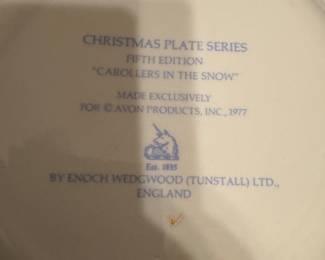 CHRISTMAS PLATE SERIES
FIFTH EDITION
"CAROLLERS IN THE SNOW"
MADE EXCLUSIVELY
FOR © AVON PRODUCTS, INC., 1977
Est. 1835
BY ENOCH WEDGWOOD (TUNSTALL) LTD.,
ENGLAND